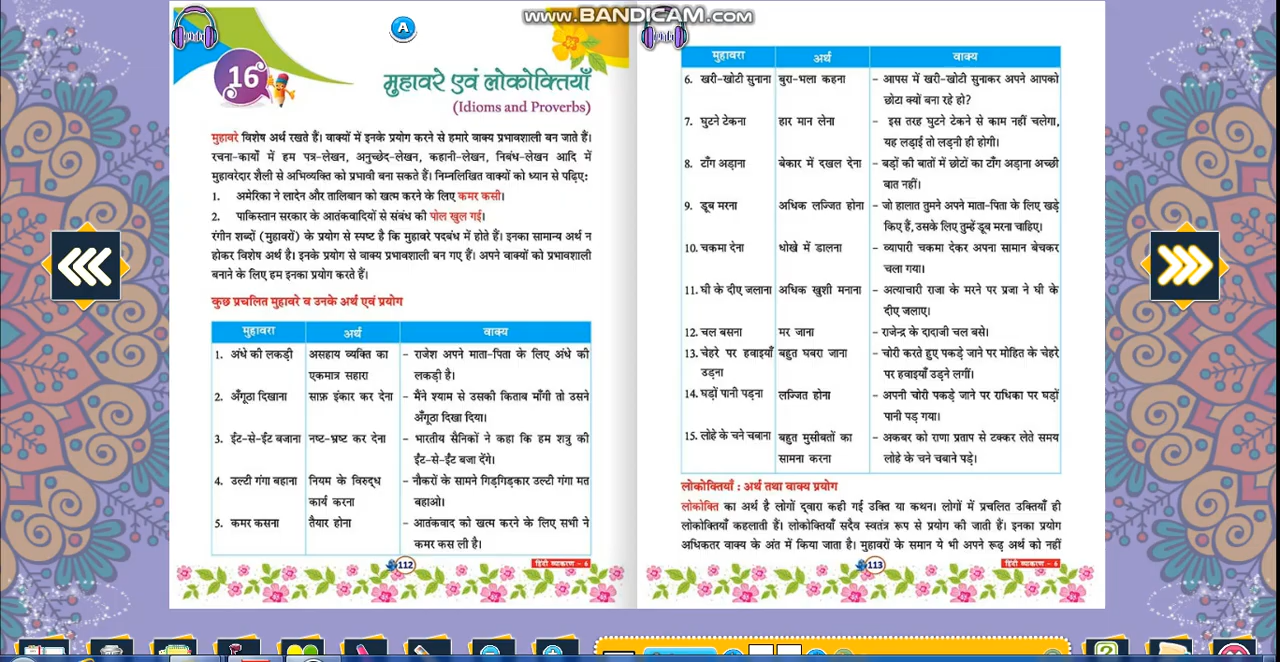 www.BANDICAM.com
A
16
मुहावरे एवं लोकोक्तियाँ
(Idioms and Proverbs)
मुहावरे विशेष अर्थ रखते हैं। वाक्यों में इनके प्रयोग करने से हमारे वाक्य प्रभावशाली बन जाते हैं।
रचना-कार्यों में हम पत्र-लेखन, अनुच्छेद-लेखन, कहानी-लेखन, निबंध-लेखन आदि में
मुहावरेदार शैली से अभिव्यक्ति को प्रभावी बना सकते हैं। निम्नलिखित वाक्यों को ध्यान से पढ़िए:
1. अमेरिका ने लादेन और तालिबान को खत्म करने के लिए कमर कसी।
2. पाकिस्तान सरकार के आतंकवादियों से संबंध की पोल खुल गई।
रंगीन शब्दों (मुहावरों) के प्रयोग से स्पष्ट है कि मुहावरे पदबंध में होते हैं। इनका सामान्य अर्थ न
होकर विशेष अर्थ है। इनके प्रयोग से वाक्य प्रभावशाली बन गए हैं। अपने वाक्यों को प्रभावशाली
बनाने के लिए हम इनका प्रयोग करते हैं।
कुछ प्रचलित मुहावरे व उनके अर्थ एवं प्रयोग
मुहावरा अर्थ वाक्य
1. अंधे की लकड़ी असहाय व्यक्ति का – राजेश अपने माता-पिता के लिए अंधे की
एकमात्र सहारा लकड़ी है।
2. अँगूठा दिखाना साफ़ इंकार कर देना – मैंने श्याम से उसकी किताब माँगी तो उसने
अँगूठा दिखा दिया।
3. ईंट-से-ईंट बजाना नष्ट-भ्रष्ट कर देना – भारतीय सैनिकों ने कहा कि हम शत्रु की
ईंट-से-ईंट बजा देंगे।
4. उल्टी गंगा बहाना नियम के विरुद्ध – नौकरों के सामने गिड़गिड़कार उल्टी गंगा मत
कार्य करना बहाओ।
5. कमर कसना तैयार होना – आतंकवाद को खत्म करने के लिए सभी ने
कमर कस ली है।
112
हिंदी व्याकरण – 6
मुहावरा अर्थ वाक्य
6. खरी-खोटी सुनाना बुरा-भला कहना – आपस में खरी-खोटी सुनाकर अपने आपको
छोटा क्यों बना रहे हो?
7. घुटने टेकना हार मान लेना – इस तरह घुटने टेकने से काम नहीं चलेगा,
यह लड़ाई तो लड़नी ही होगी।
8. टाँग अड़ाना बेकार में दखल देना – बड़ों की बातों में छोटों का टाँग अड़ाना अच्छी
बात नहीं।
9. डूब मरना अधिक लज्जित होना – जो हालात तुमने अपने माता-पिता के लिए खड़े
किए हैं, उसके लिए तुम्हें डूब मरना चाहिए।
10. चकमा देना धोखे में डालना – व्यापारी चकमा देकर अपना सामान बेचकर
चला गया।
11. घी के दीए जलाना अधिक खुशी मनाना – अत्याचारी राजा के मरने पर प्रजा ने घी के
दीए जलाए।
12. चल बसना मर जाना – राजेन्द्र के दादाजी चल बसे।
13. चेहरे पर हवाइयाँ बहुत घबरा जाना – चोरी करते हुए पकड़े जाने पर मोहित के चेहरे
उड़ना पर हवाइयाँ उड़ने लगीं।
14. घड़ों पानी पड़ना लज्जित होना – अपनी चोरी पकड़े जाने पर राधिका पर घड़ों
पानी पड़ गया।
15. लोहे के चने चबाना बहुत मुसीबतों का – अकबर को राणा प्रताप से टक्कर लेते समय
सामना करना लोहे के चने चबाने पड़े।
लोकोक्तियाँ : अर्थ तथा वाक्य प्रयोग
लोकोक्ति का अर्थ है लोगों द्वारा कही गई उक्ति या कथन। लोगों में प्रचलित उक्तियाँ ही
लोकोक्तियाँ कहलाती हैं। लोकोक्तियाँ सदैव स्वतंत्र रूप से प्रयोग की जाती हैं। इनका प्रयोग
अधिकतर वाक्य के अंत में किया जाता है। मुहावरों के समान ये भी अपने रूढ़ अर्थ को नहीं
113
हिंदी व्याकरण – 6